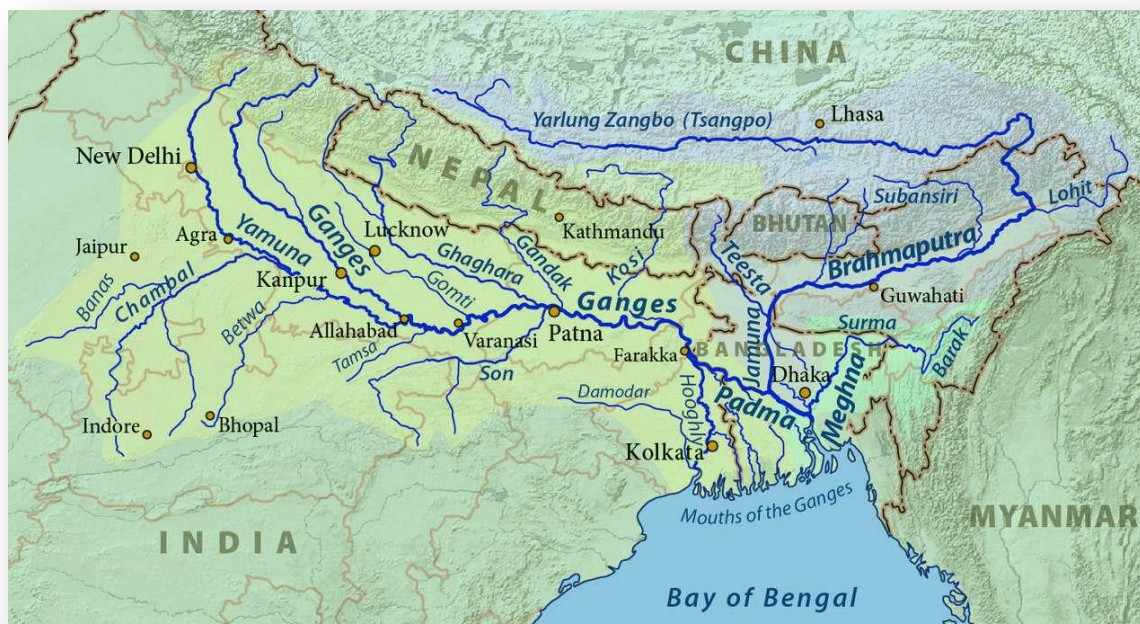 CHINA
Yarlung Zangbo (Tsangpo)
Lhasa
New Delhi
NEPAL
Subansiri
Lohit
BHUTAN
Kathmandu
Agra
Yamuna
Ganges
Lucknow
Jaipur
Ghaghara
Gandak
Kosi
Teesta
Brahmaputra
Banas
Chambal
Kanpur
Gomti
Ganges
Guwahati
Betwa
Allahabad
Varanasi
Patna
Jamuna
Surma
Tamsa
Son
Farakka
BANGLADESH
Barak
Dhaka
Meghna
Damodar
Hooghly
Padma
Indore
Bhopal
Kolkata
Mouths of the Ganges
INDIA
MYANMAR
Bay of Bengal